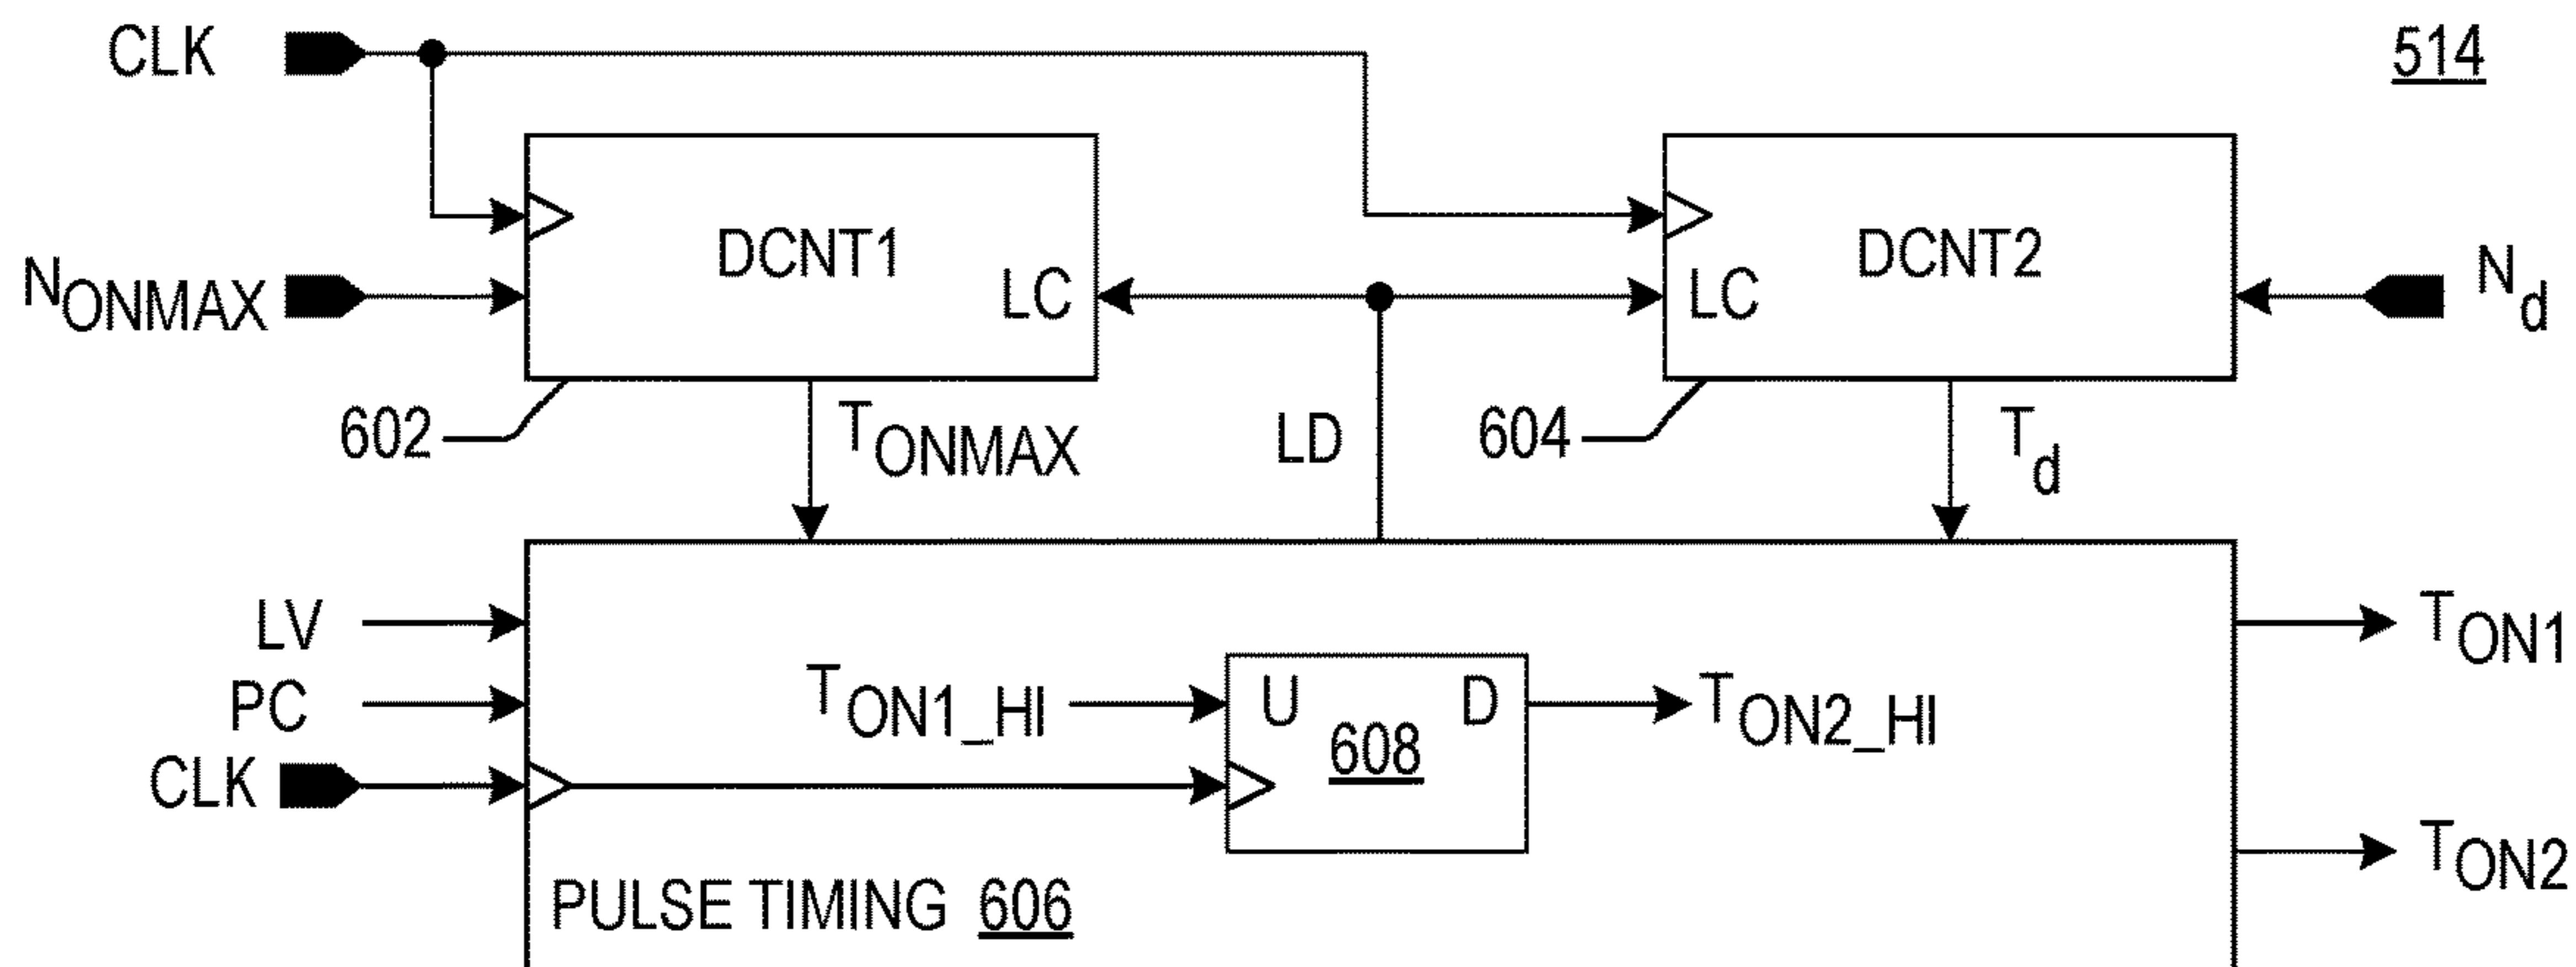 CLK
514
DCNT1
DCNT2
NONMAX
LC
LC
Nd
602
TONMAX
LD
604
Td
LV
TON1
PC
TON1_HI
U
D
TON2_HI
608
CLK
TON2
PULSE TIMING 606